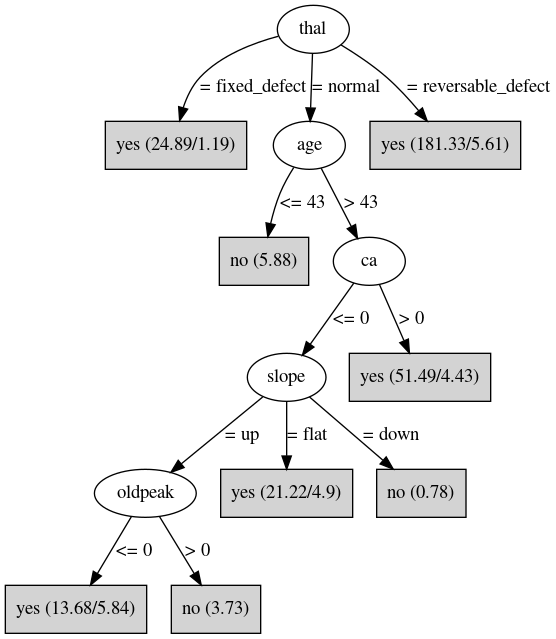 thal
= fixed_defect
= normal
= reversable_defect
yes (24.89/1.19)
age
yes (181.33/5.61)
<= 43
> 43
no (5.88)
ca
<= 0
> 0
slope
yes (51.49/4.43)
= up
= flat
= down
oldpeak
yes (21.22/4.9)
no (0.78)
<= 0
> 0
yes (13.68/5.84)
no (3.73)